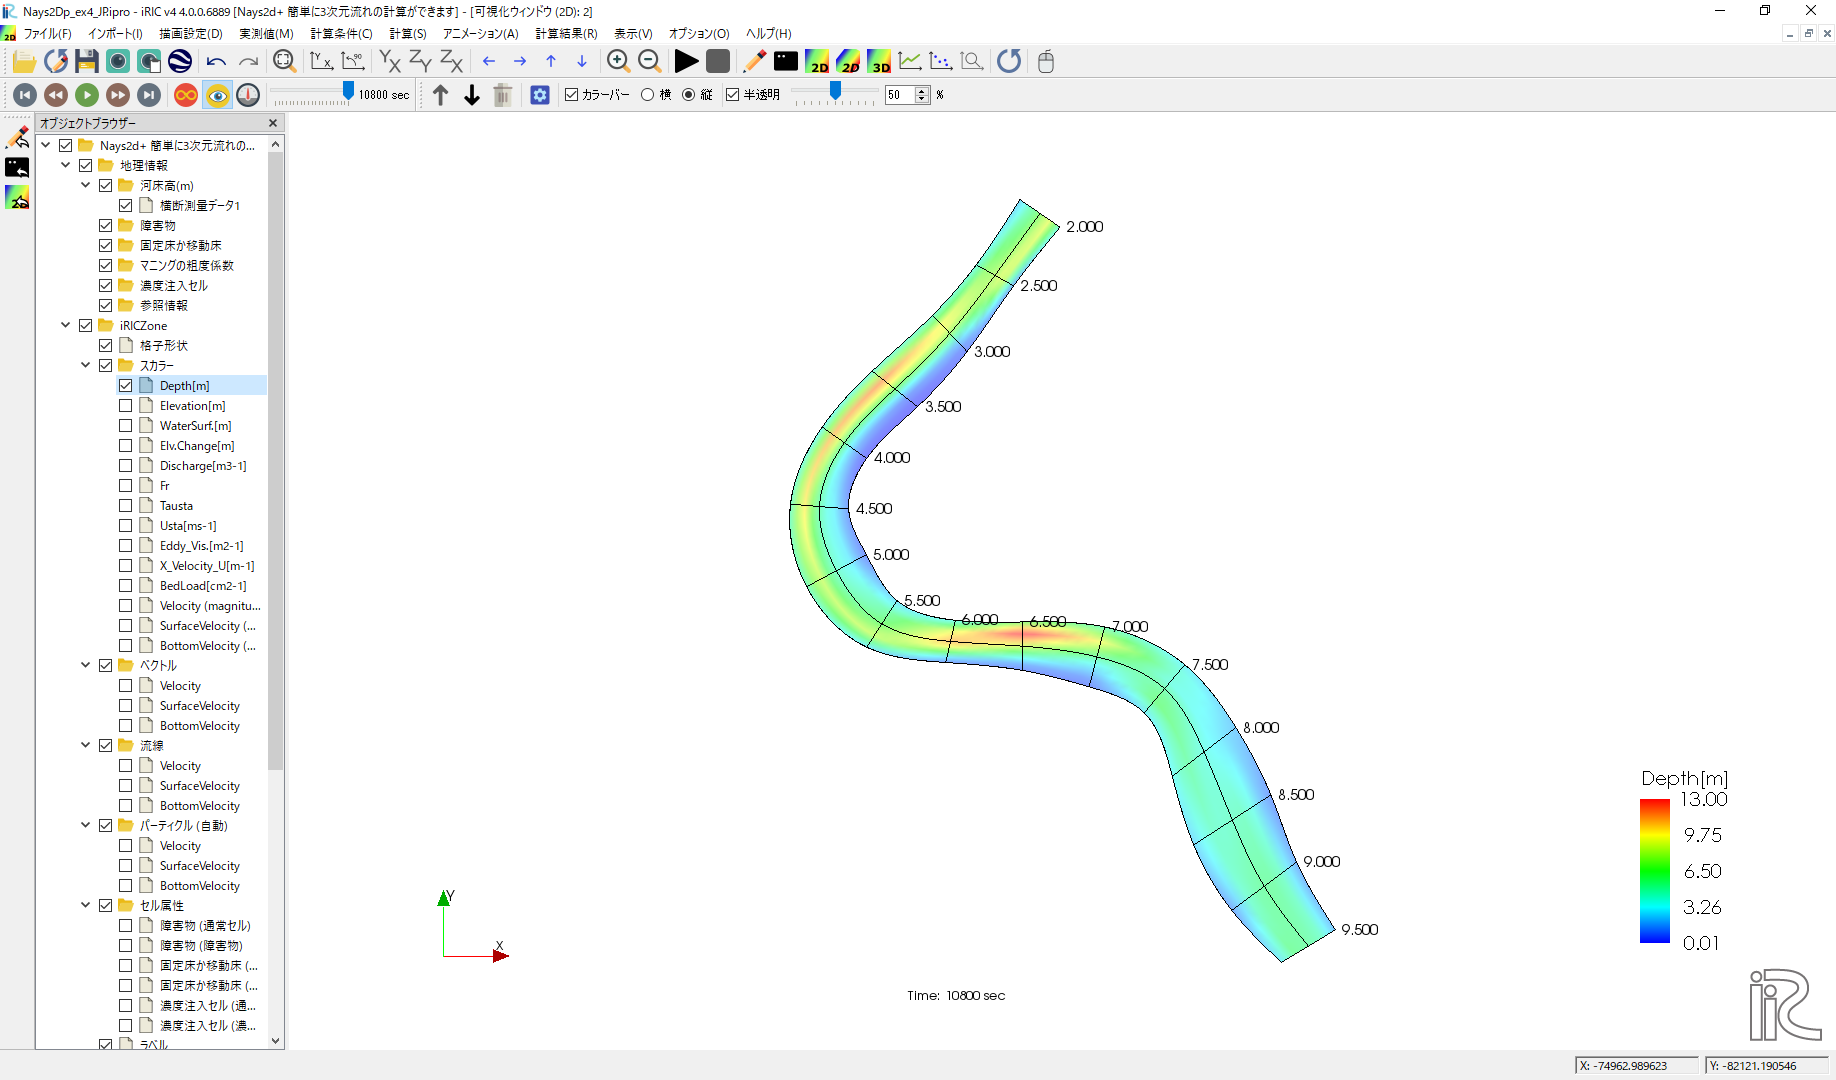 Nays2Dp_ex4_JP.ipro - iRIC v4 4.0.0.6889 [Nays2d+ 簡単に3次元流れの計算ができます] - [可視化ウィンドウ (2D): 2]
ファイル(F) インポート(I) 描画設定(D) 実測値(M) 計算条件(C) 計算(S) アニメーション(A) 計算結果(R) 表示(V) オプション(O) ヘルプ(H)
10800 sec カラーバー 横 縦 半透明 50 %
オブジェクトブラウザー
Nays2d+ 簡単に3次元流れの...
地理情報
河床高(m)
横断測量データ1
障害物
固定床か移動床
マニングの粗度係数
濃度注入セル
参照情報
iRICZone
格子形状
スカラー
Depth[m]
Elevation[m]
WaterSurf.[m]
Elv.Change[m]
Discharge[m3-1]
Fr
Tausta
Usta[ms-1]
Eddy_Vis.[m2-1]
X_Velocity_U[m-1]
BedLoad[cm2-1]
Velocity (magnitu...
SurfaceVelocity (...
BottomVelocity (...
ベクトル
Velocity
SurfaceVelocity
BottomVelocity
流線
Velocity
SurfaceVelocity
BottomVelocity
パーティクル (自動)
Velocity
SurfaceVelocity
BottomVelocity
セル属性
障害物 (通常セル)
障害物 (障害物)
固定床か移動床 (...
固定床か移動床 (...
濃度注入セル (通...
濃度注入セル (濃...
ラベル
2.000
2.500
3.000
3.500
4.000
4.500
5.000
5.500
6.000
6.500
7.000
7.500
8.000
8.500
9.000
9.500
Y
X
Time: 10800 sec
Depth[m]
13.00
9.75
6.50
3.26
0.01
iRIC
X: -74962.989623
Y: -82121.190546